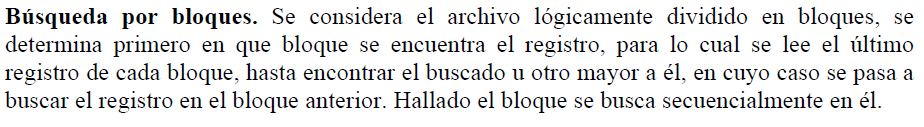 Búsqueda por bloques. Se considera el archivo lógicamente dividido en bloques, se
determina primero en que bloque se encuentra el registro, para lo cual se lee el último
registro de cada bloque, hasta encontrar el buscado u otro mayor a él, en cuyo caso se pasa a
buscar el registro en el bloque anterior. Hallado el bloque se busca secuencialmente en él.